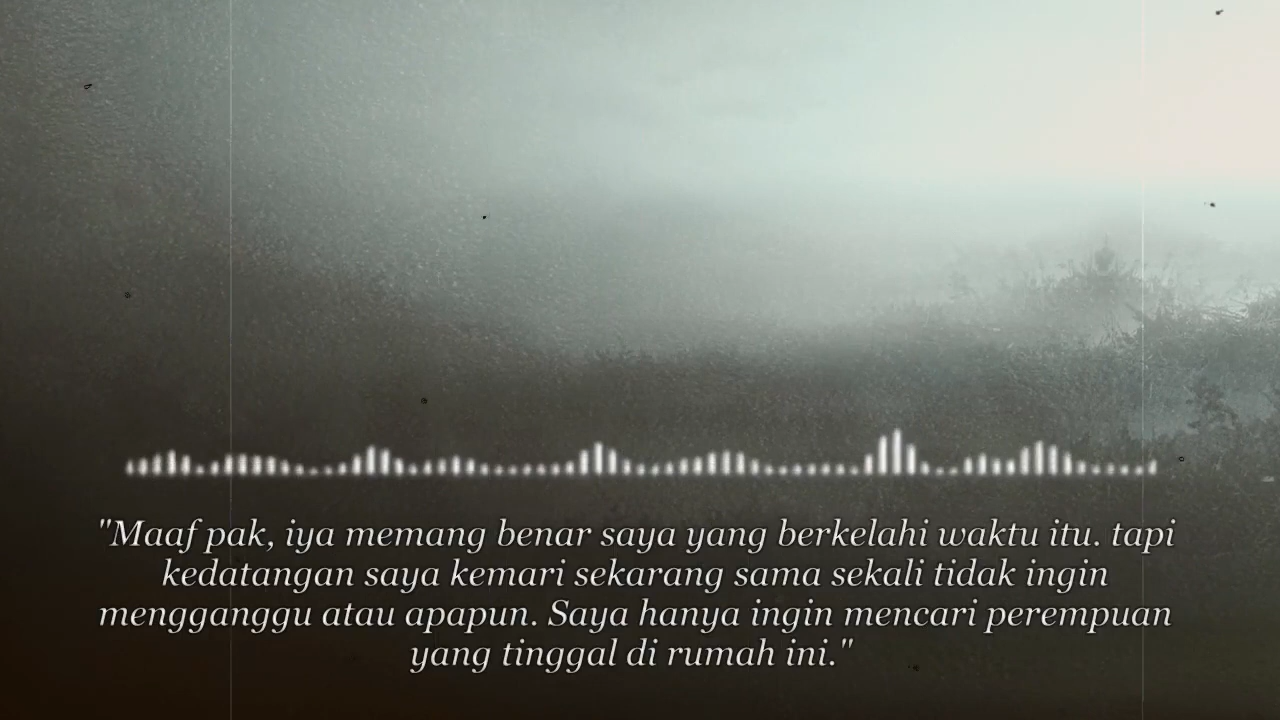 "Maaf pak, iya memang benar saya yang berkelahi waktu itu. tapi
kedatangan saya kemari sekarang sama sekali tidak ingin
mengganggu atau apapun. Saya hanya ingin mencari perempuan
yang tinggal di rumah ini."